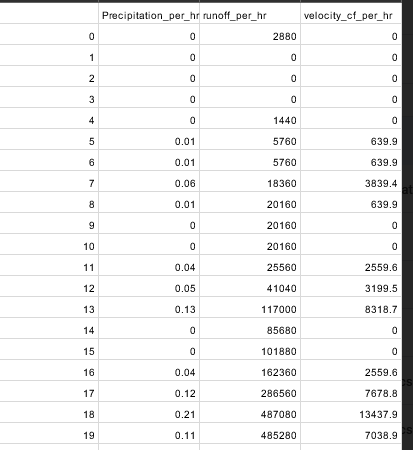 Precipitation_per_hr runoff_per_hr velocity_cf_per_hr
0 0 2880 0
1 0 0 0
2 0 0 0
3 0 0 0
4 0 1440 0
5 0.01 5760 639.9
6 0.01 5760 639.9
7 0.06 18360 3839.4
8 0.01 20160 639.9
9 0 20160 0
10 0 20160 0
11 0.04 25560 2559.6
12 0.05 41040 3199.5
13 0.13 117000 8318.7
14 0 85680 0
15 0 101880 0
16 0.04 162360 2559.6
17 0.12 286560 7678.8
18 0.21 487080 13437.9
19 0.11 485280 7038.9